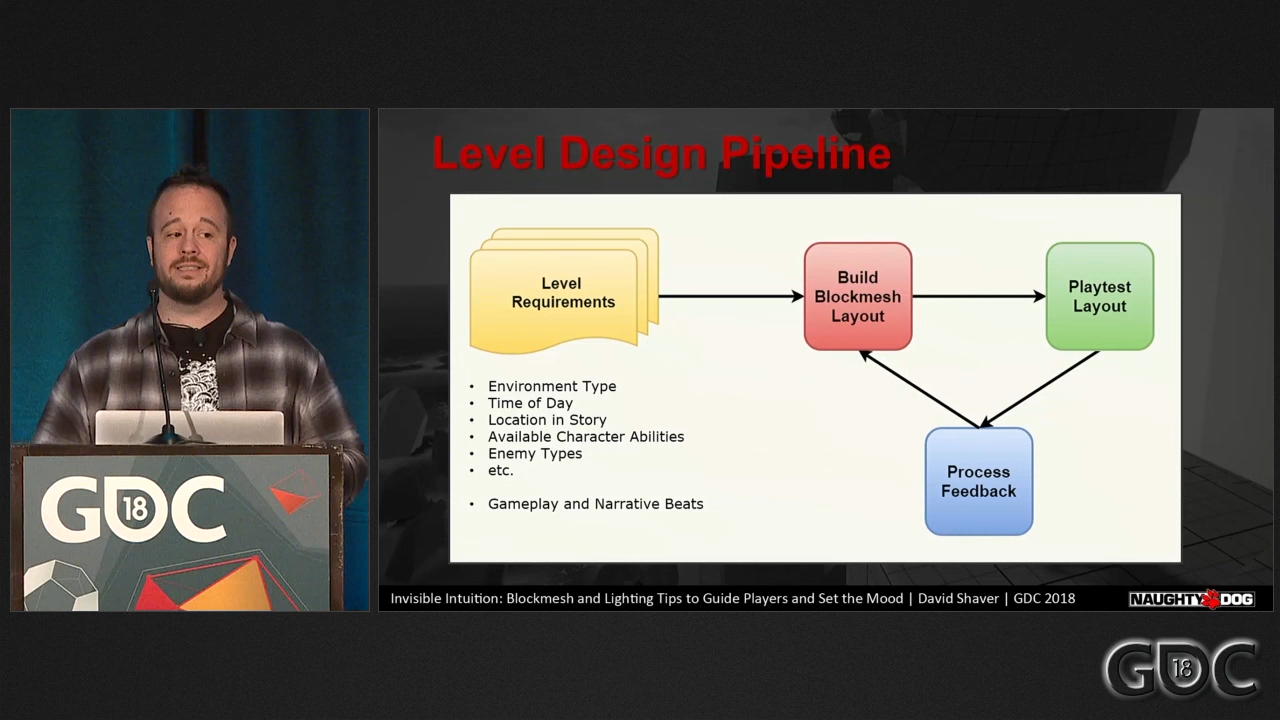 Level Design Pipeline
Level
Requirements
Build
Blockmesh
Layout
Playtest
Layout
• Environment Type
• Time of Day
• Location in Story
• Available Character Abilities
• Enemy Types
• etc.
• Gameplay and Narrative Beats
Process
Feedback
GDC
18
Invisible Intuition: Blockmesh and Lighting Tips to Guide Players and Set the Mood | David Shaver | GDC 2018
NAUGHTY DOG
GDC
18